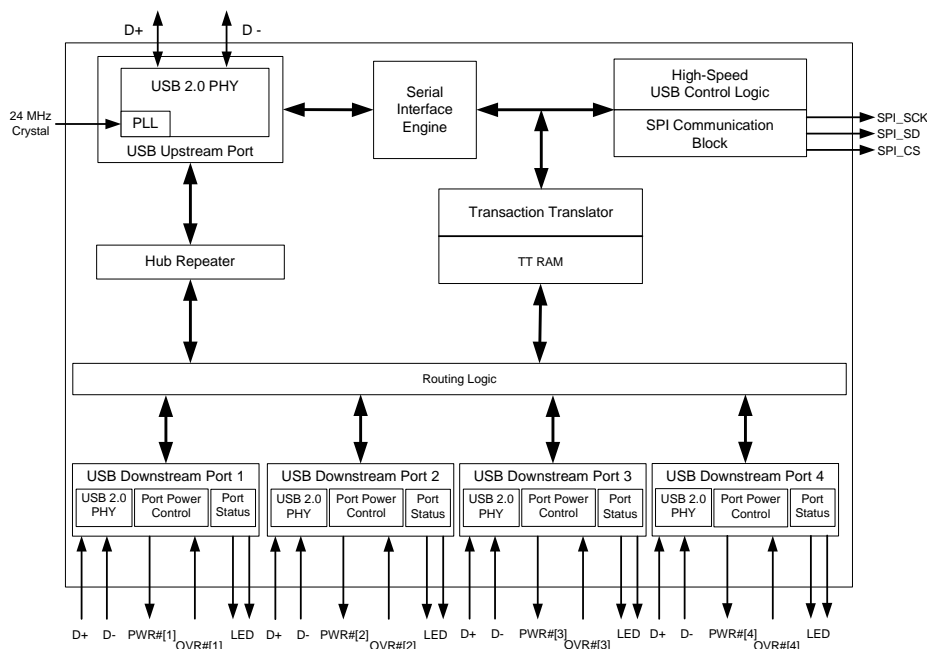 D+ D -
USB 2.0 PHY
PLL
USB Upstream Port
24 MHz
Crystal
Serial
Interface
Engine
High-Speed
USB Control Logic
SPI Communication
Block
SPI_SCK
SPI_SD
SPI_CS
Transaction Translator
TT RAM
Hub Repeater
Routing Logic
USB Downstream Port 1
USB 2.0
PHY
Port Power
Control
Port
Status
USB Downstream Port 2
USB 2.0
PHY
Port Power
Control
Port
Status
USB Downstream Port 3
USB 2.0
PHY
Port Power
Control
Port
Status
USB Downstream Port 4
USB 2.0
PHY
Port Power
Control
Port
Status
D+ D- PWR#[1] OVR#[1] LED
D+ D- PWR#[2] OVR#[2] LED
D+ D- PWR#[3] OVR#[3] LED
D+ D- PWR#[4] OVR#[4] LED